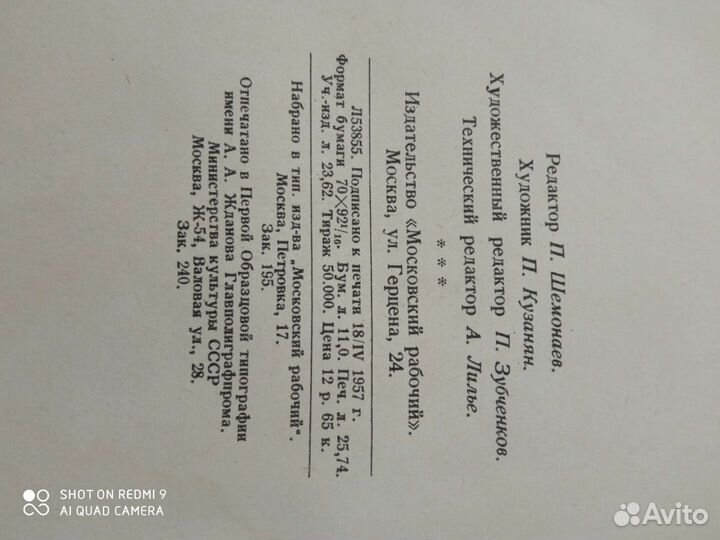 Редактор П. Шемонаев.
Художник П. Кузанян.
Художественный редактор П. Зубченков.
Технический редактор А. Лилье.
* * *
Издательство «Московский рабочий».
Москва, ул. Герцена, 24.
Л53855. Подписано к печати 18/IV 1957 г.
Формат бумаги 70×92¹/₁₆. Бум. л. 11,0. Печ. л. 25,74.
Уч.-изд. л. 23,62. Тираж 50.000. Цена 12 р. 65 к.
Набрано в тип. изд-ва „Московский рабочий“.
Москва, Петровка, 17.
Зак. 195.
Отпечатано в Первой Образцовой типографии
имени А. А. Жданова Главполиграфпрома.
Министерства культуры СССР
Москва, Ж-54, Валовая ул., 28.
Зак. 240.
SHOT ON REDMI 9
AI QUAD CAMERA
Avito